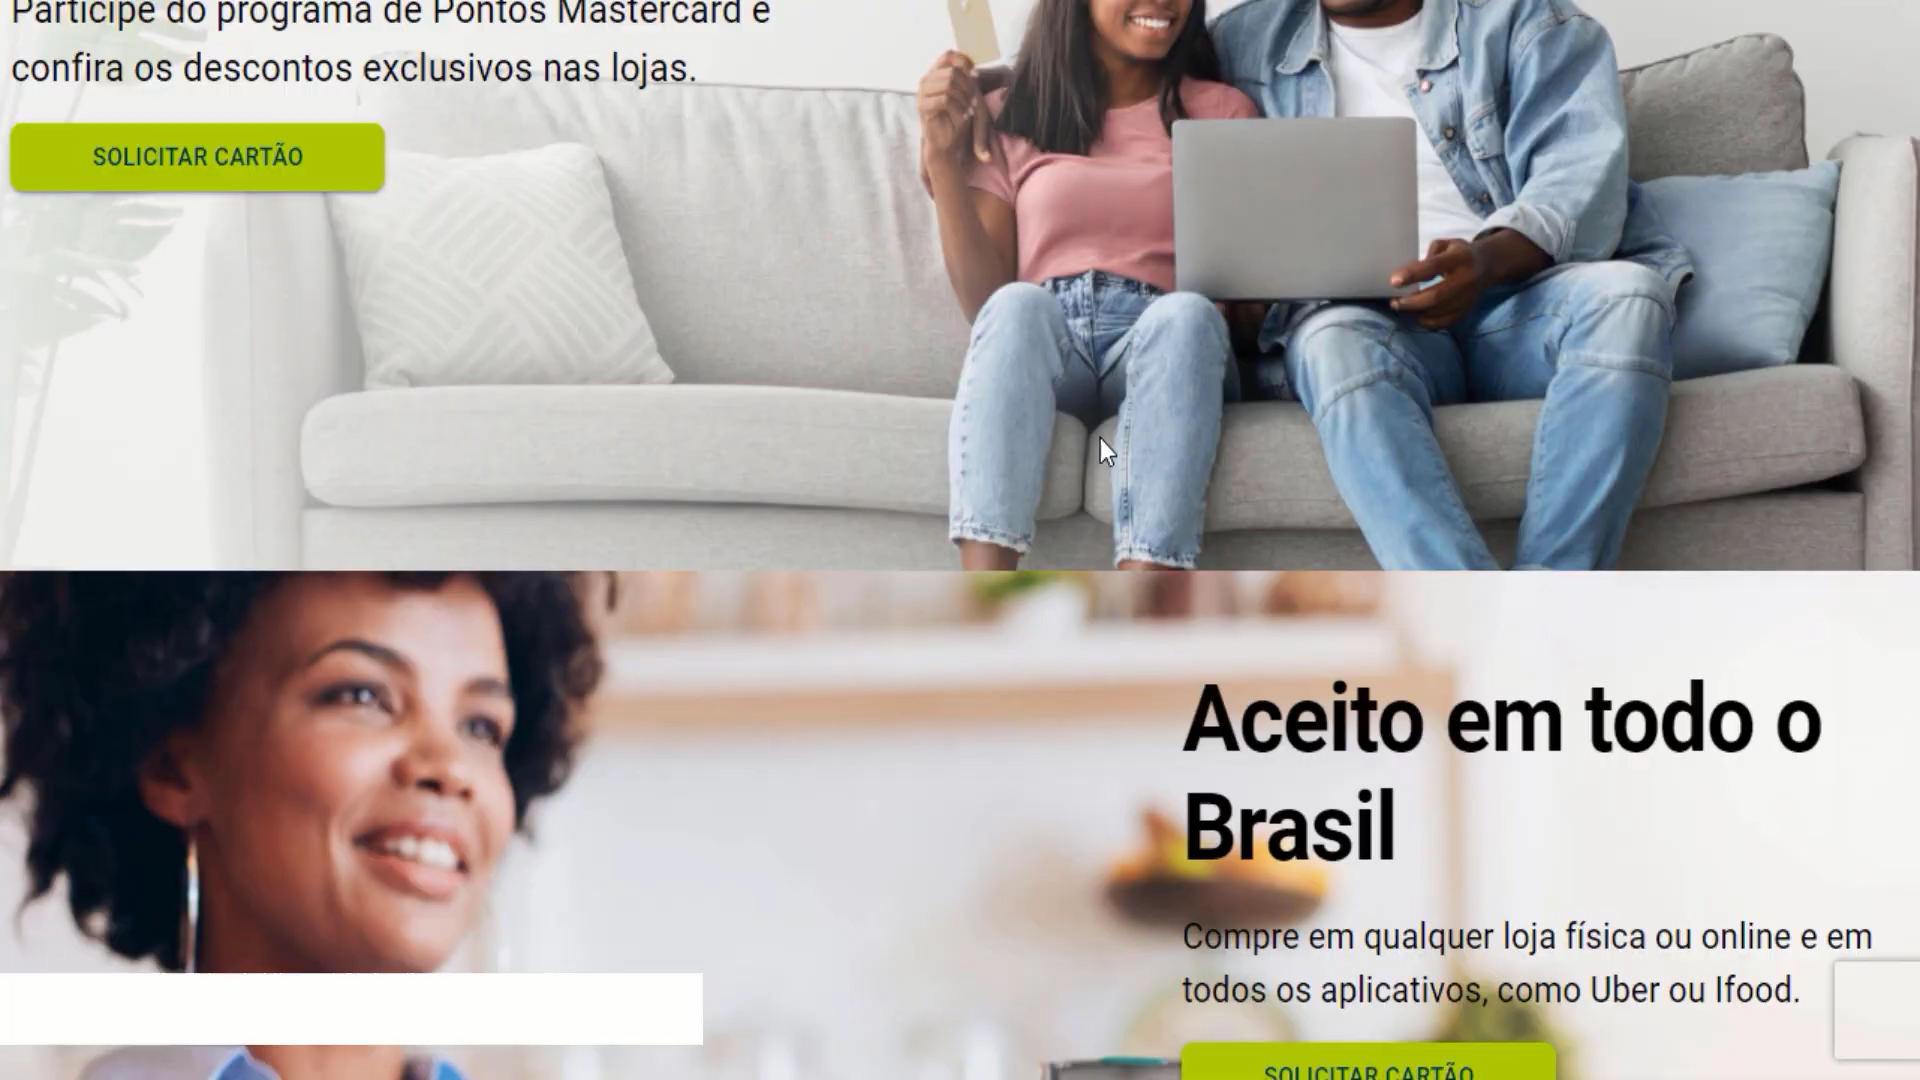 Participe do programa de Pontos Mastercard e
confira os descontos exclusivos nas lojas.
SOLICITAR CARTÃO
Aceito em todo o
Brasil
Compre em qualquer loja física ou online e em
todos os aplicativos, como Uber ou Ifood.
SOLICITAR CARTÃO